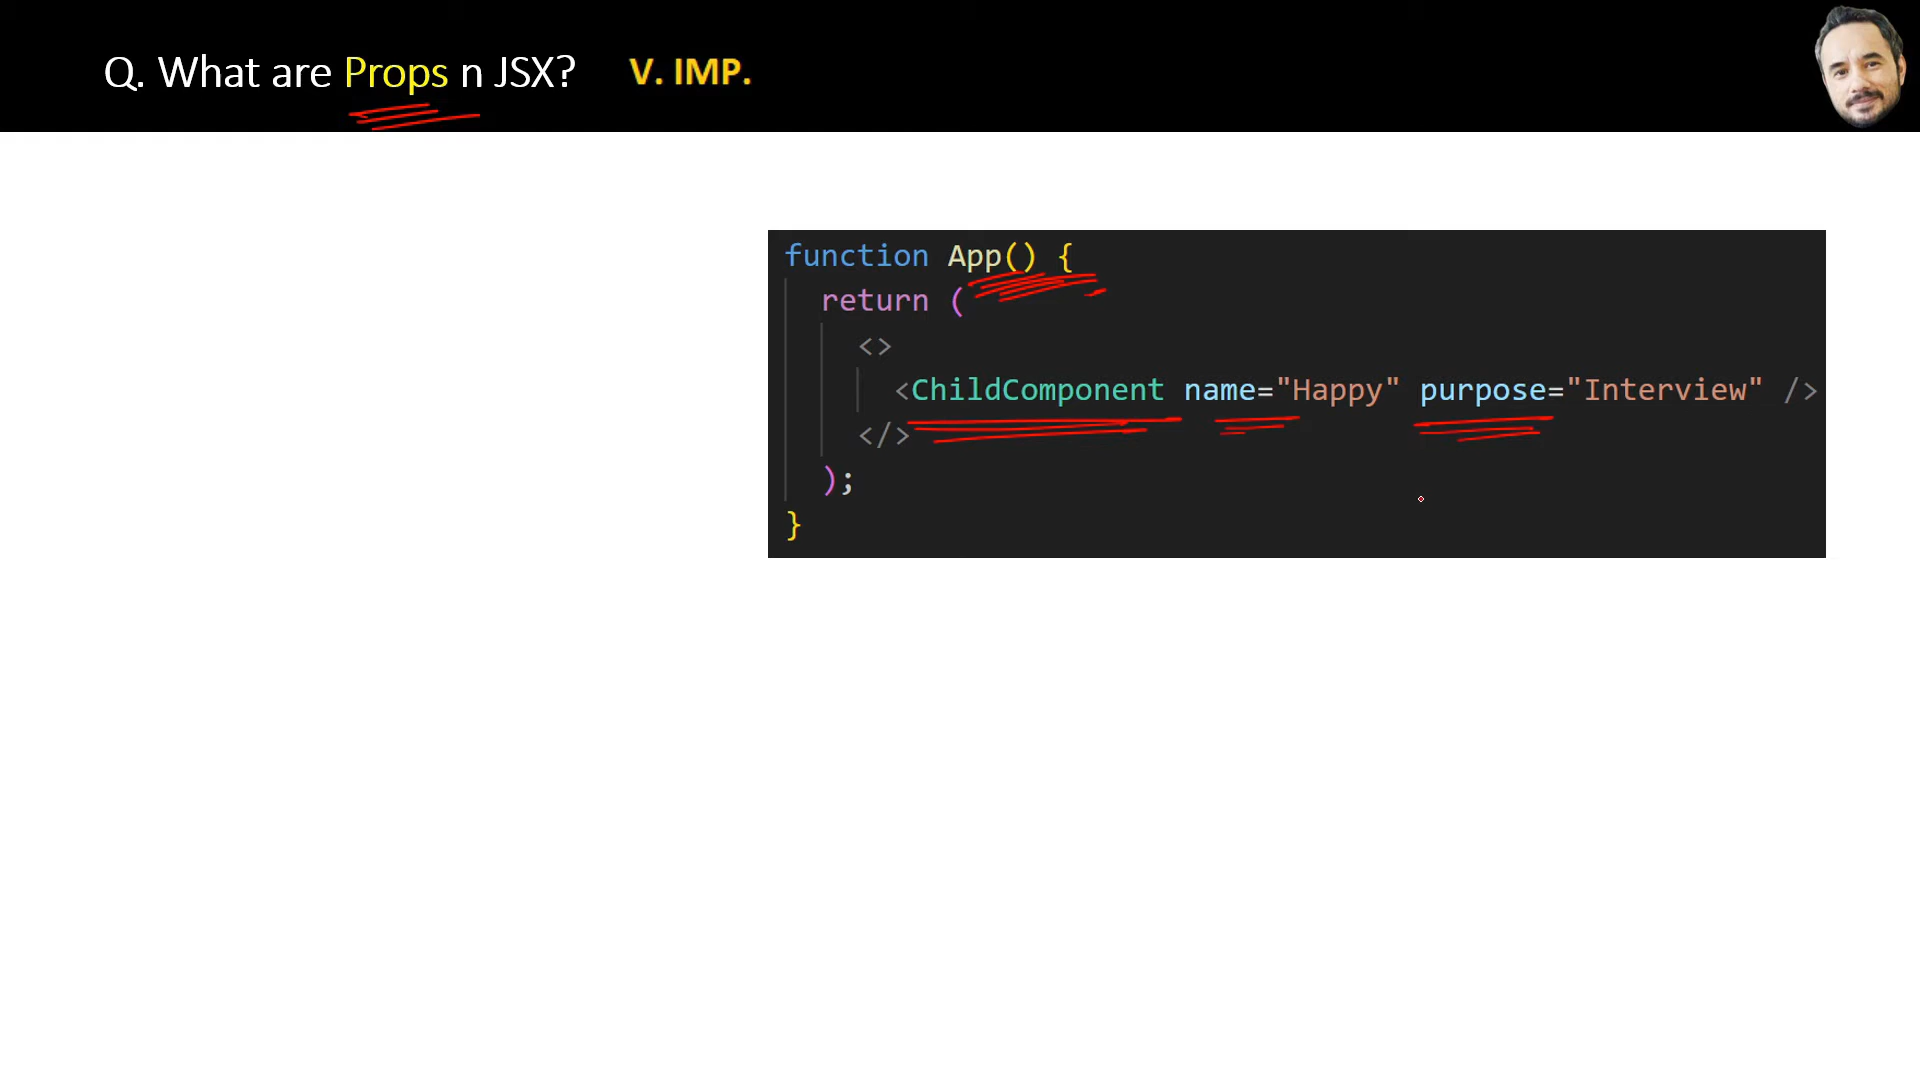 Q. What are Props n JSX? V. IMP.
function App() {
return (
<>
<ChildComponent name="Happy" purpose="Interview" />
</>
);
}